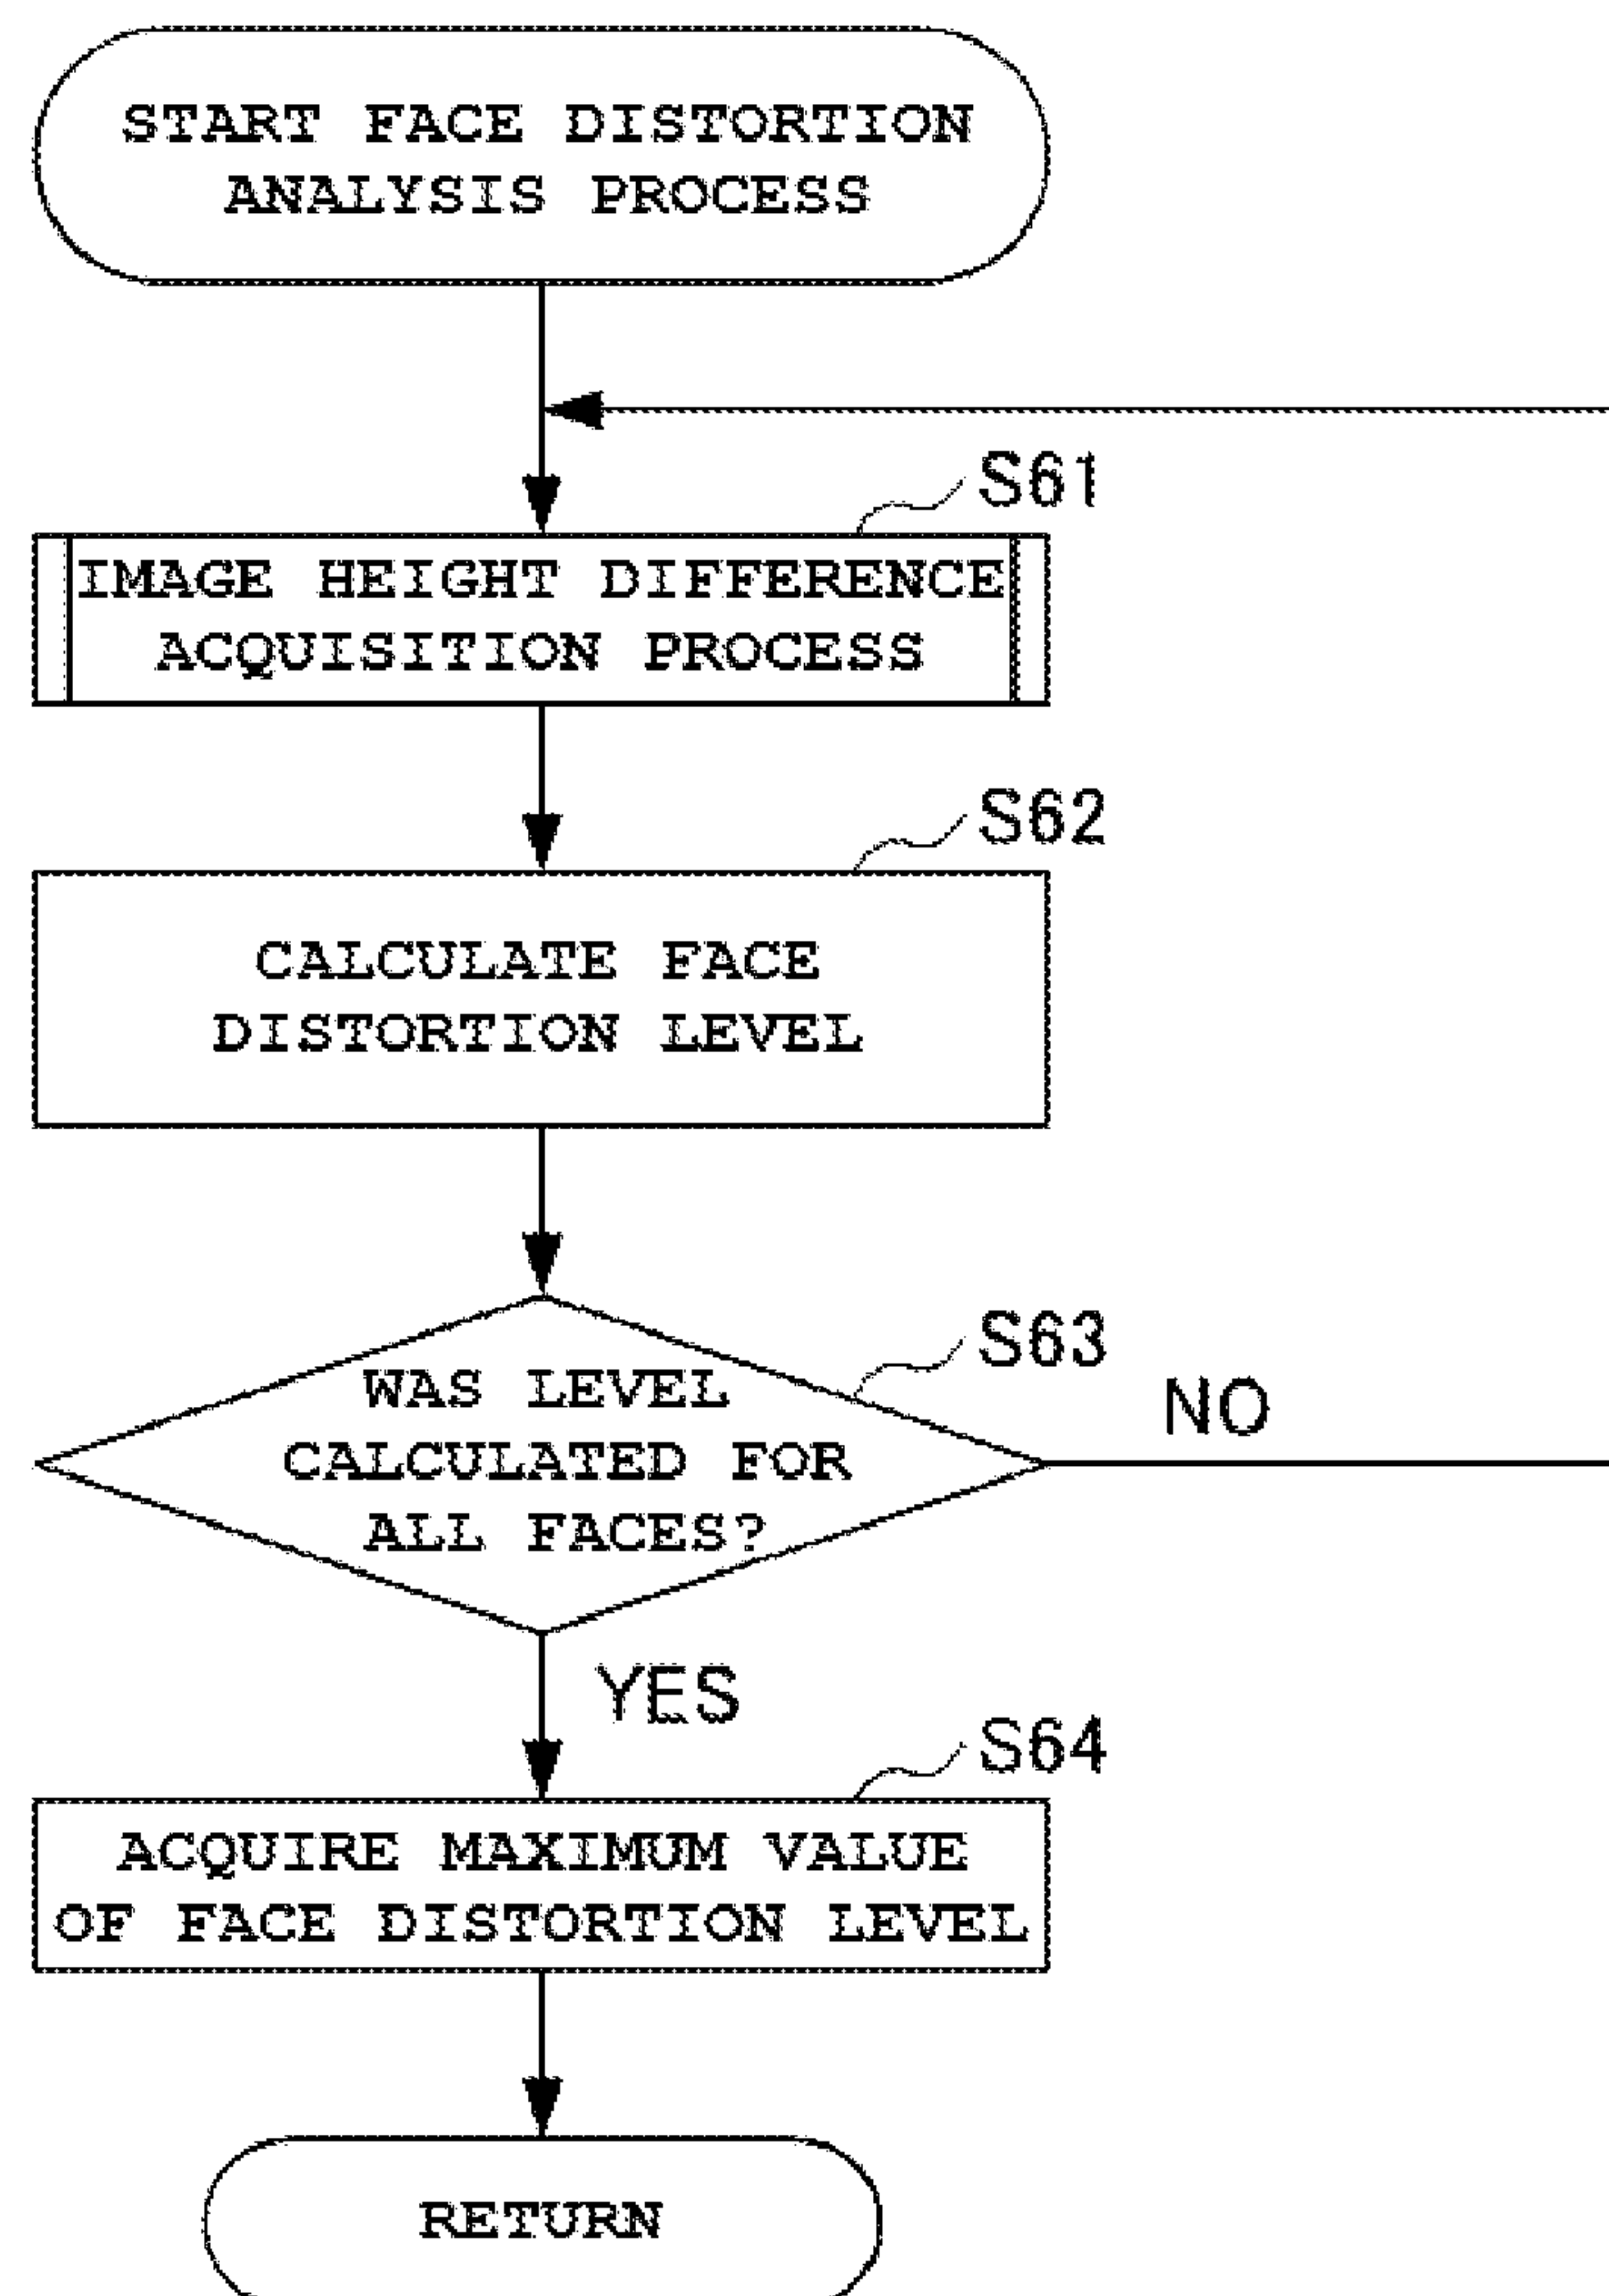 START FACE DISTORTION
ANALYSIS PROCESS
S61
IMAGE HEIGHT DIFFERENCE
ACQUISITION PROCESS
S62
CALCULATE FACE
DISTORTION LEVEL
S63
WAS LEVEL
CALCULATED FOR
ALL FACES?
NO
YES
S64
ACQUIRE MAXIMUM VALUE
OF FACE DISTORTION LEVEL
RETURN